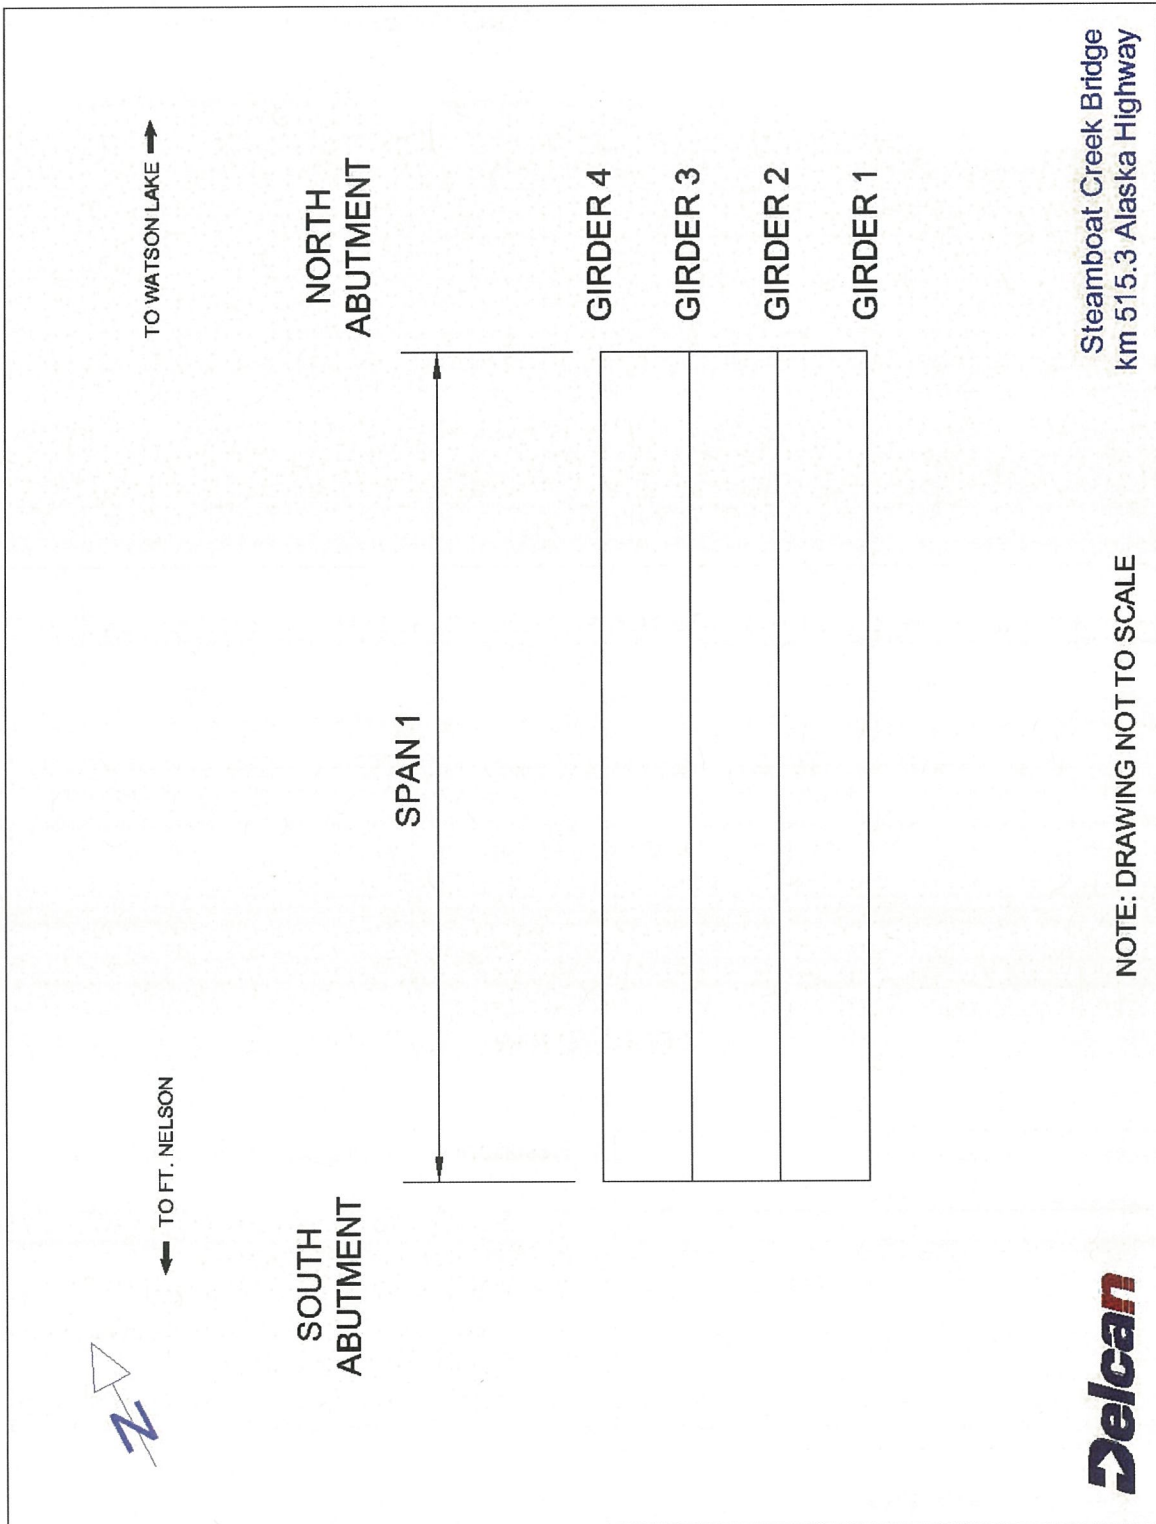 N
← TO FT. NELSON
TO WATSON LAKE →
SOUTH
ABUTMENT
NORTH
ABUTMENT
SPAN 1
GIRDER 4
GIRDER 3
GIRDER 2
GIRDER 1
Delcan
NOTE: DRAWING NOT TO SCALE
Steamboat Creek Bridge
km 515.3 Alaska Highway